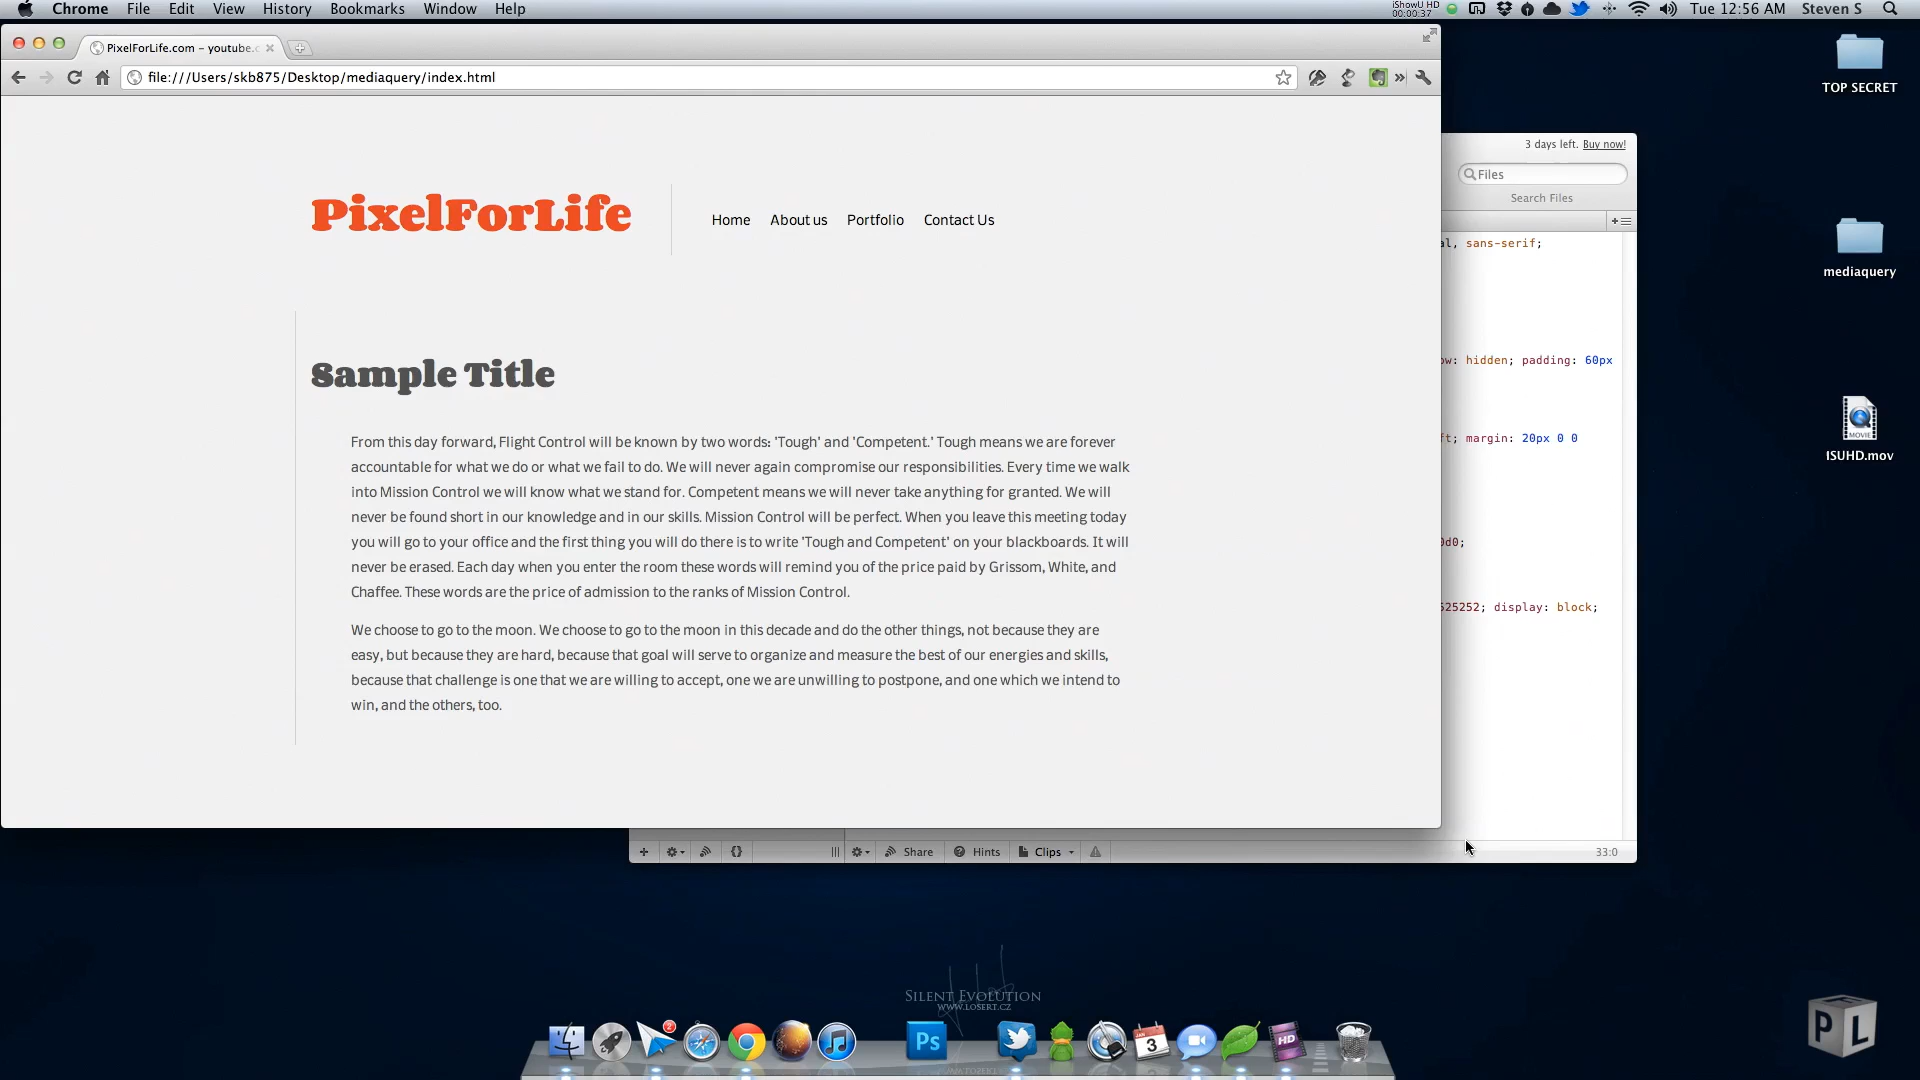 Chrome File Edit View History Bookmarks Window Help
iShowU HD
00:00:37
Tue 12:56 AM Steven S
PixelForLife.com – youtube.c
file:///Users/skb875/Desktop/mediaquery/index.html
TOP SECRET
3 days left. Buy now!
Files
Search Files
PixelForLife
Home About us Portfolio Contact Us
al, sans-serif;
mediaquery
Sample Title
ow: hidden; padding: 60px
From this day forward, Flight Control will be known by two words: 'Tough' and 'Competent.' Tough means we are forever
accountable for what we do or what we fail to do. We will never again compromise our responsibilities. Every time we walk
into Mission Control we will know what we stand for. Competent means we will never take anything for granted. We will
never be found short in our knowledge and in our skills. Mission Control will be perfect. When you leave this meeting today
you will go to your office and the first thing you will do there is to write 'Tough and Competent' on your blackboards. It will
never be erased. Each day when you enter the room these words will remind you of the price paid by Grissom, White, and
Chaffee. These words are the price of admission to the ranks of Mission Control.
We choose to go to the moon. We choose to go to the moon in this decade and do the other things, not because they are
easy, but because they are hard, because that goal will serve to organize and measure the best of our energies and skills,
because that challenge is one that we are willing to accept, one we are unwilling to postpone, and one which we intend to
win, and the others, too.
ft; margin: 20px 0 0
0d0;
525252; display: block;
MOVIE
ISUHD.mov
Share Hints Clips 33:0
SILENT EVOLUTION
WWW.LOSERT.CZ
2
Ps
JAN
3
HD
PL